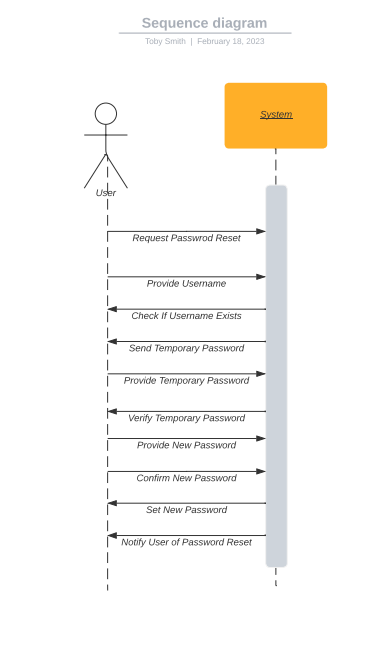 Sequence diagram
Toby Smith | February 18, 2023
System
User
Request Passwrod Reset
Provide Username
Check If Username Exists
Send Temporary Password
Provide Temporary Password
Verify Temporary Password
Provide New Password
Confirm New Password
Set New Password
Notify User of Password Reset